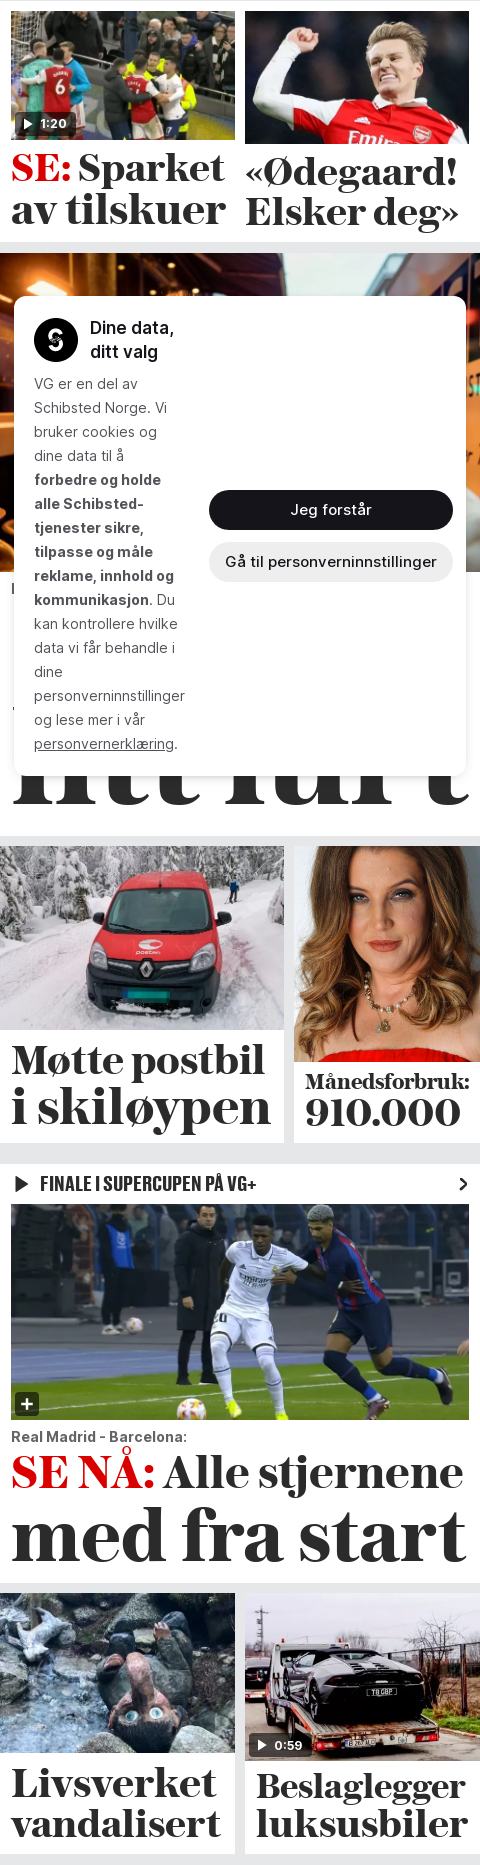 1:20
SE: Sparket
av tilskuer
«Ødegaard!
Elsker deg»
Dine data,
ditt valg
VG er en del av
Schibsted Norge. Vi
bruker cookies og
dine data til å
forbedre og holde
alle Schibsted-
tjenester sikre,
tilpasse og måle
reklame, innhold og
kommunikasjon. Du
kan kontrollere hvilke
data vi får behandle i
dine
personverninnstillinger
og lese mer i vår
personvernerklæring.
Jeg forstår
Gå til personverninnstillinger
litt lurt
posten
Møtte postbil
i skiløypen
Månedsforbruk:
910.000
FINALE I SUPERCUPEN PÅ VG+
Real Madrid - Barcelona:
SE NÅ: Alle stjernene
med fra start
Livsverket
vandalisert
0:59
Beslaglegger
luksusbiler